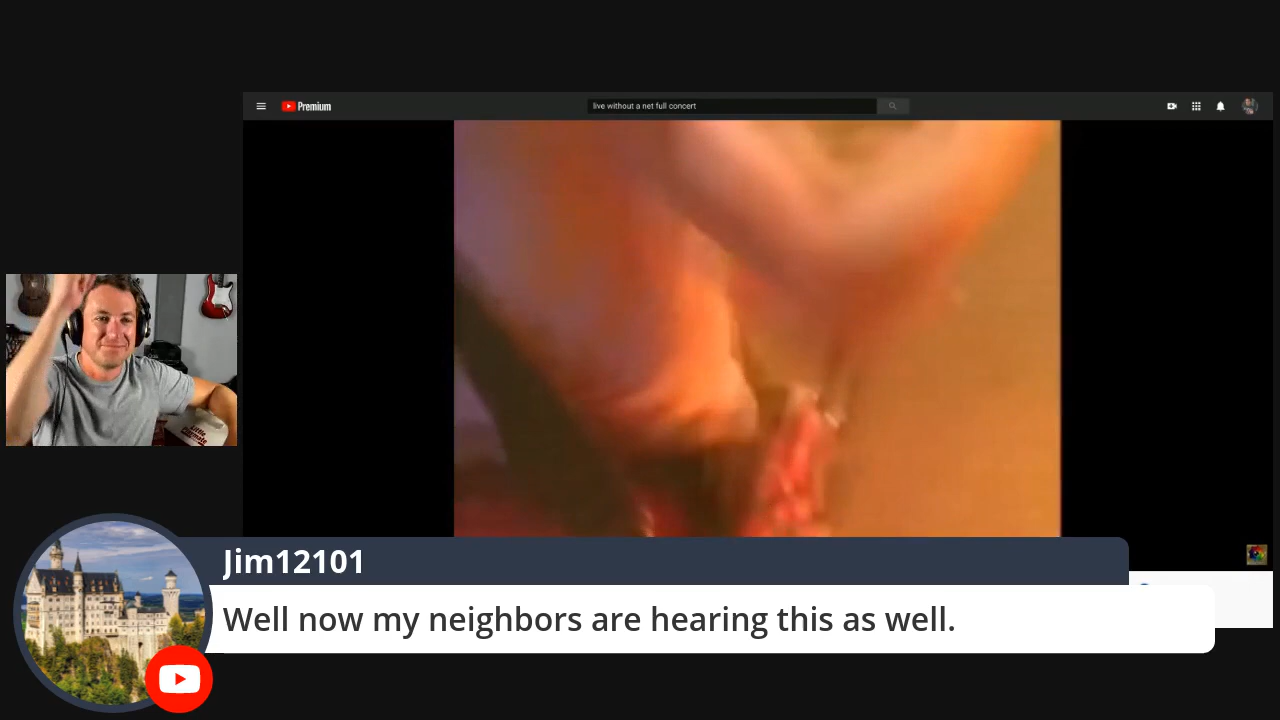 Premium
live without a net full concert
Jim12101
Well now my neighbors are hearing this as well.